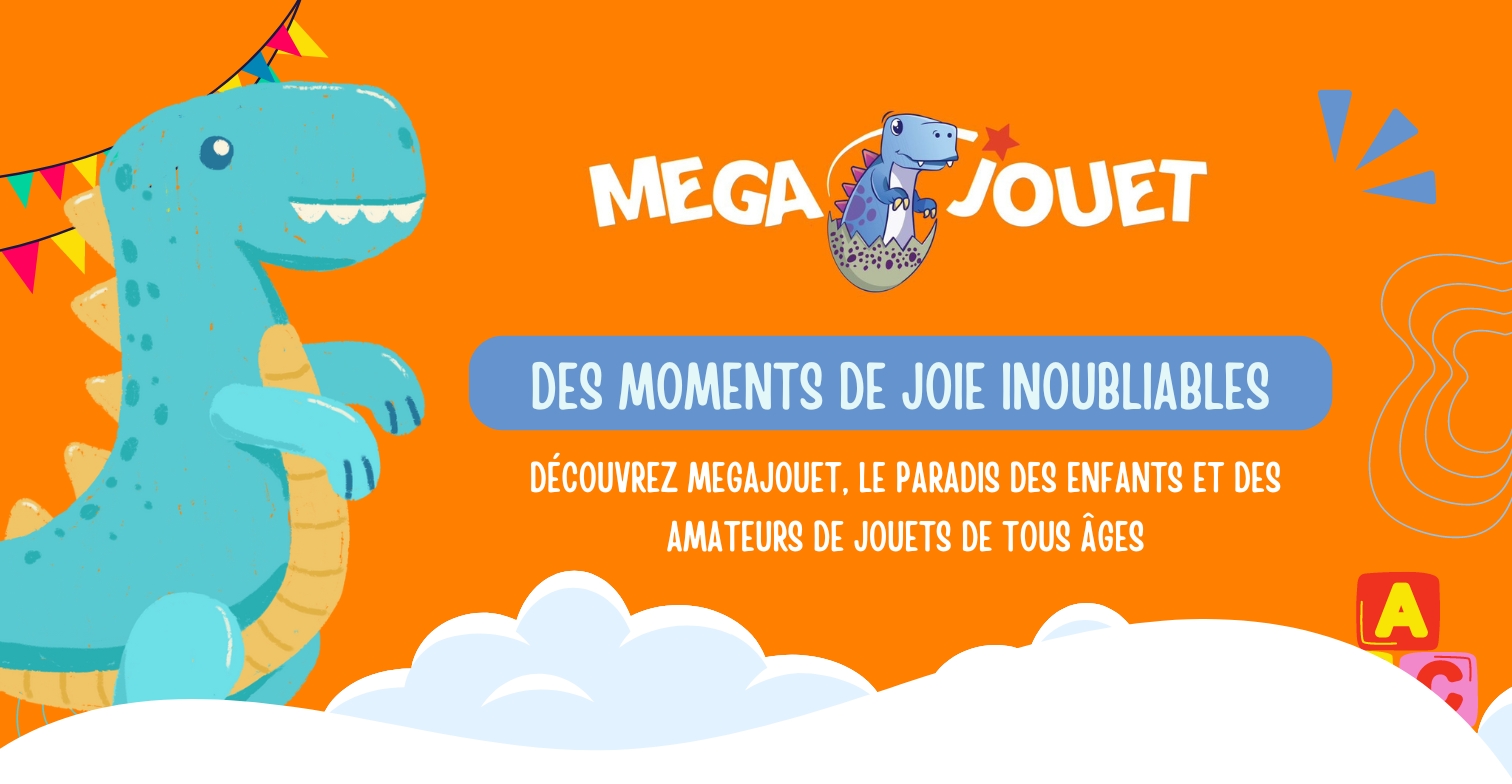 MEGA JOUET
DES MOMENTS DE JOIE INOUBLIABLES
DÉCOUVREZ MEGAJOUET, LE PARADIS DES ENFANTS ET DES
AMATEURS DE JOUETS DE TOUS ÂGES
A
C